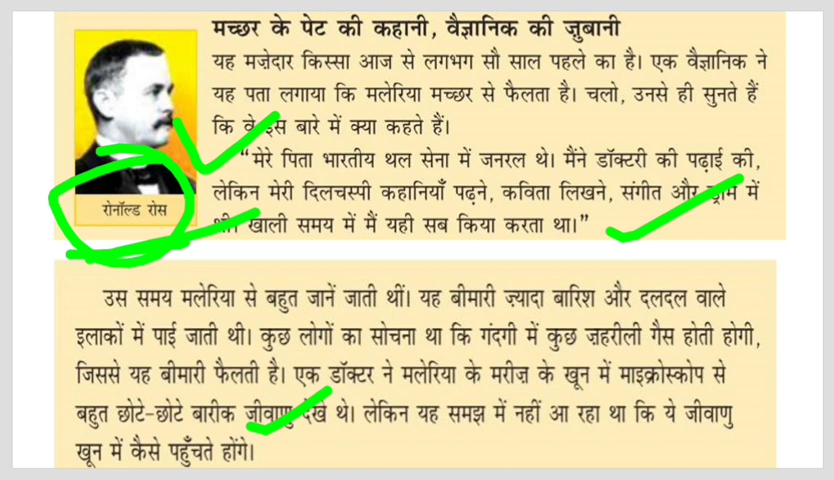 मच्छर के पेट की कहानी, वैज्ञानिक की ज़ुबानी
यह मज़ेदार किस्सा आज से लगभग सौ साल पहले का है। एक वैज्ञानिक ने
यह पता लगाया कि मलेरिया मच्छर से फैलता है। चलो, उनसे ही सुनते हैं
कि वे इस बारे में क्या कहते हैं।
“मेरे पिता भारतीय थल सेना में जनरल थे। मैंने डॉक्टरी की पढ़ाई की,
लेकिन मेरी दिलचस्पी कहानियाँ पढ़ने, कविता लिखने, संगीत और ड्रामे में
थी। खाली समय में मैं यही सब किया करता था।”
रोनॉल्ड रोस
उस समय मलेरिया से बहुत जानें जाती थीं। यह बीमारी ज़्यादा बारिश और दलदल वाले
इलाकों में पाई जाती थी। कुछ लोगों का सोचना था कि गंदगी में कुछ ज़हरीली गैस होती होगी,
जिससे यह बीमारी फैलती है। एक डॉक्टर ने मलेरिया के मरीज़ के खून में माइक्रोस्कोप से
बहुत छोटे-छोटे बारीक जीवाणु देखे थे। लेकिन यह समझ में नहीं आ रहा था कि ये जीवाणु
खून में कैसे पहुँचते होंगे।